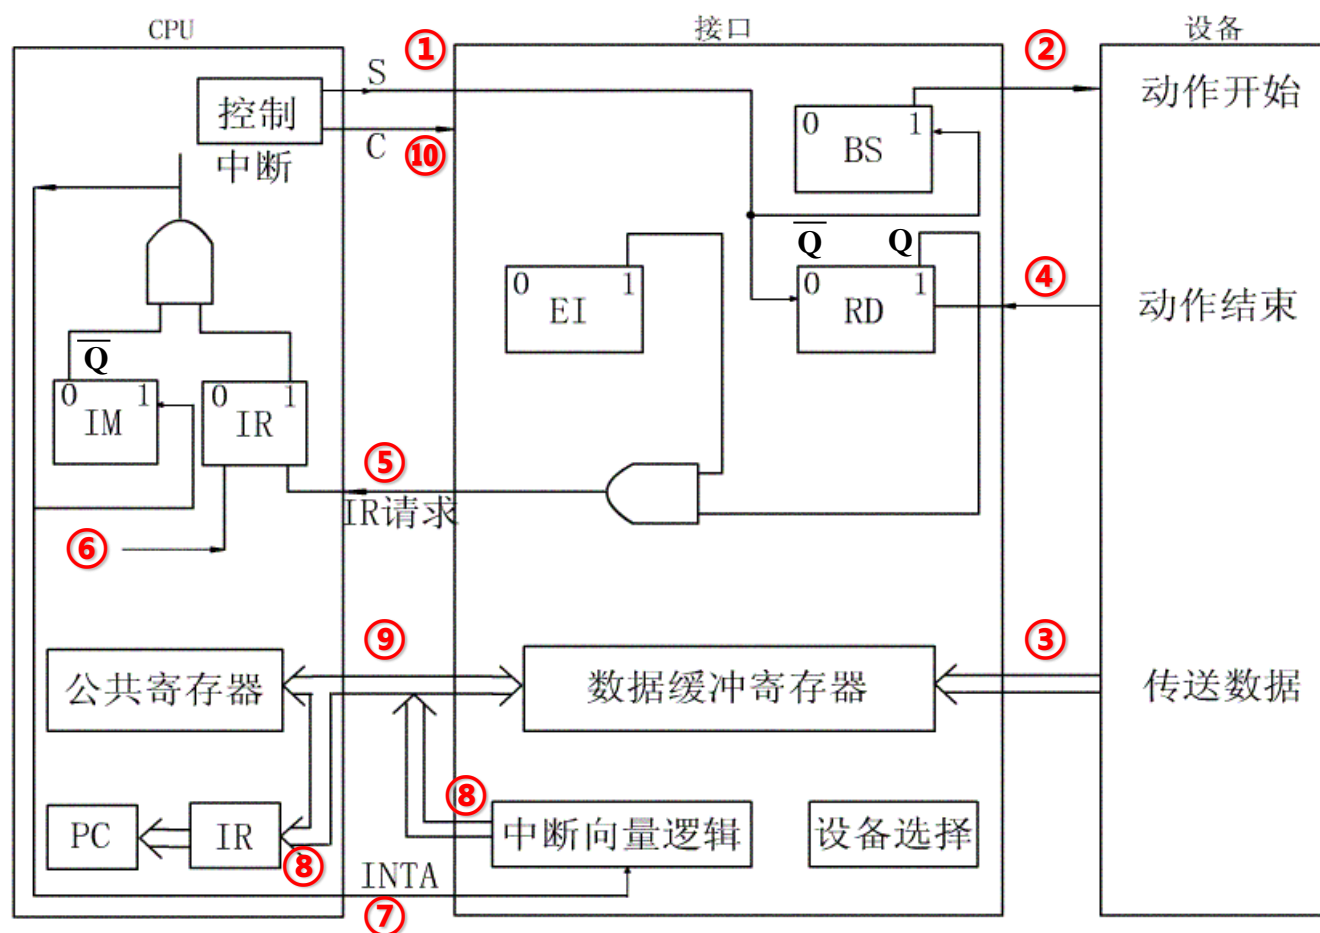 CPU
接口
设备
①
②
S
控制
动作开始
0 1
BS
C
⑩
中断
Q Q
0 1
EI
0 1
RD
④
动作结束
Q
0 1
IM
0 1
IR
⑤
IR请求
⑥
⑨
③
公共寄存器
数据缓冲寄存器
传送数据
⑧
PC
IR
中断向量逻辑
设备选择
⑧
INTA
⑦